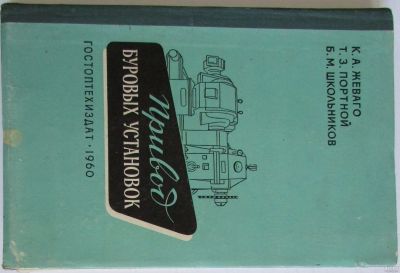 К. А. ЖЕВАГО
Т. З. ПОРТНОЙ
Б. М. ШКОЛЬНИКОВ
Привод
БУРОВЫХ УСТАНОВОК
ГОСТОПТЕХИЗДАТ · 1960